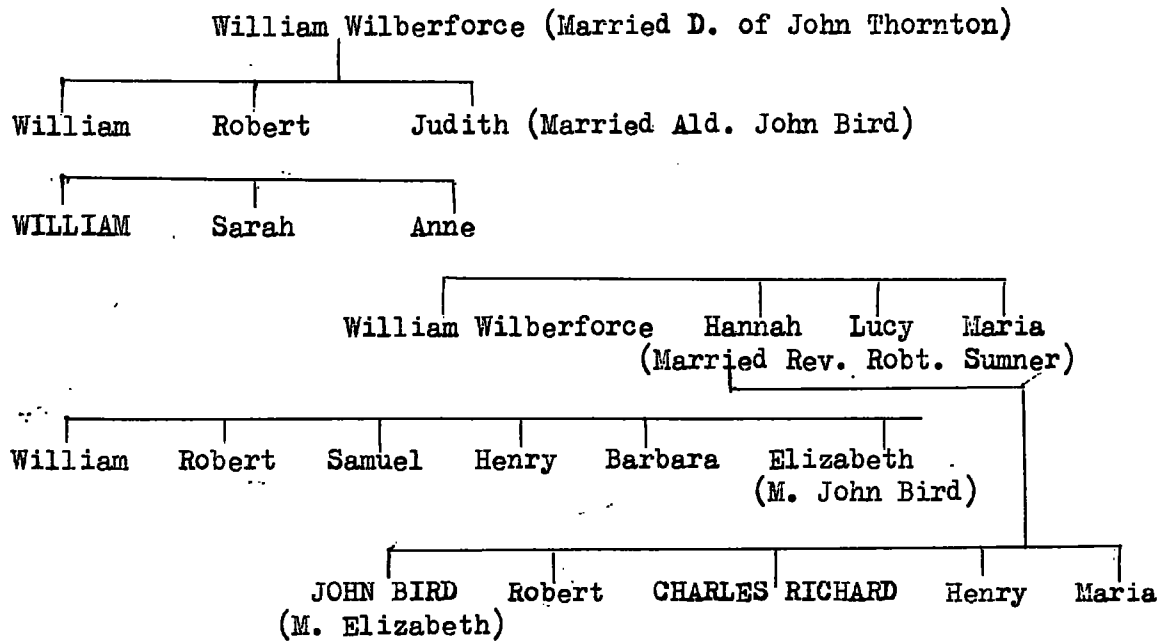 William Wilberforce (Married D. of John Thornton)
William Robert Judith (Married Ald. John Bird)
WILLIAM Sarah Anne
William Wilberforce Hannah Lucy Maria
(Married Rev. Robt. Sumner)
William Robert Samuel Henry Barbara Elizabeth
(M. John Bird)
JOHN BIRD Robert CHARLES RICHARD Henry Maria
(M. Elizabeth)